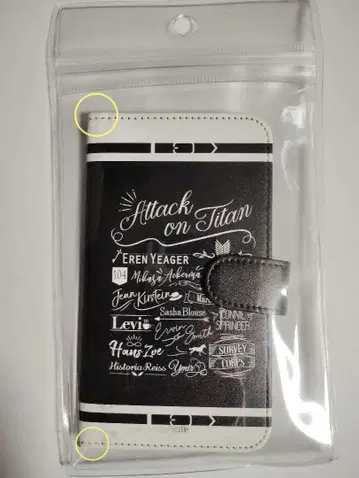 Attack
on Titan
EREN YEAGER
104 Mikasa Ackerman
Jean Kirstein
Sasha Blouse
Levi
CONNIE
SPRINGER
Erwin
Smith
Hans Zoe
SURVEY
CORPS
Historia Reiss Ymir